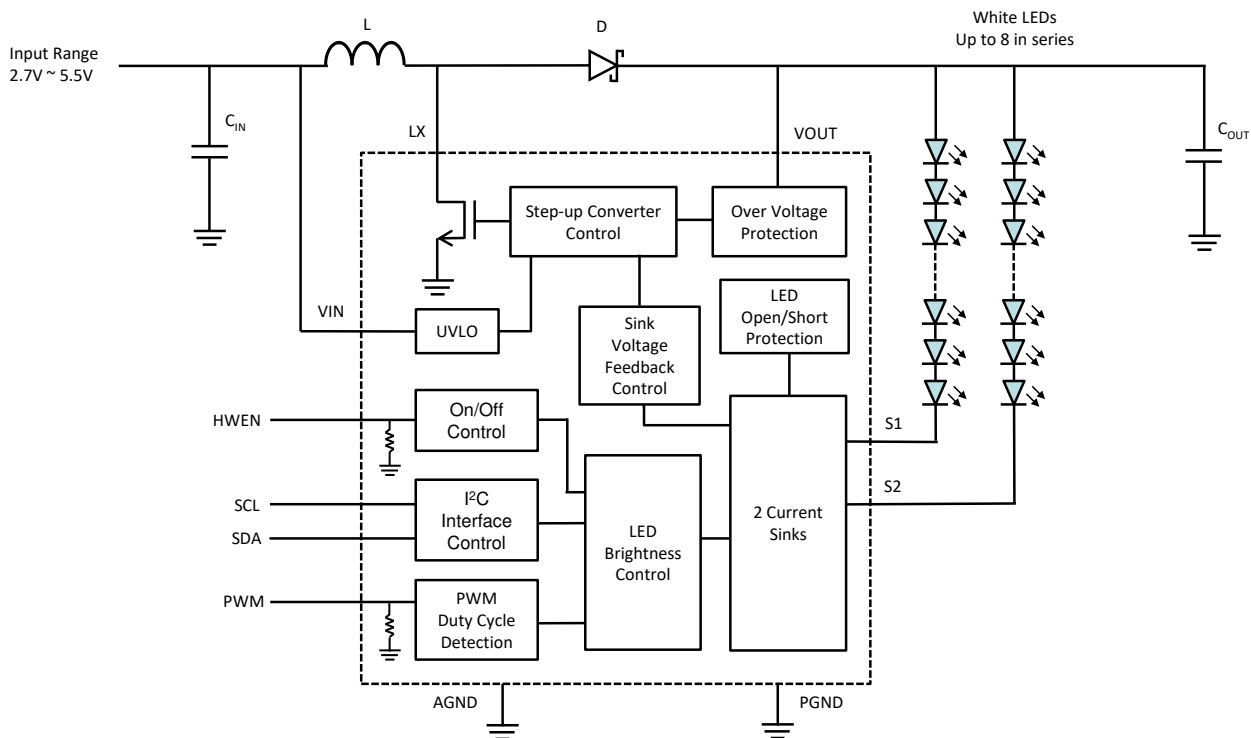 L
D
White LEDs
Up to 8 in series
Input Range
2.7V ~ 5.5V
C_IN
LX
VOUT
C_OUT
Step-up Converter
Control
Over Voltage
Protection
VIN
UVLO
Sink
Voltage
Feedback
Control
LED
Open/Short
Protection
HWEN
On/Off
Control
S1
SCL
SDA
I²C
Interface
Control
LED
Brightness
Control
2 Current
Sinks
S2
PWM
PWM
Duty Cycle
Detection
AGND
PGND